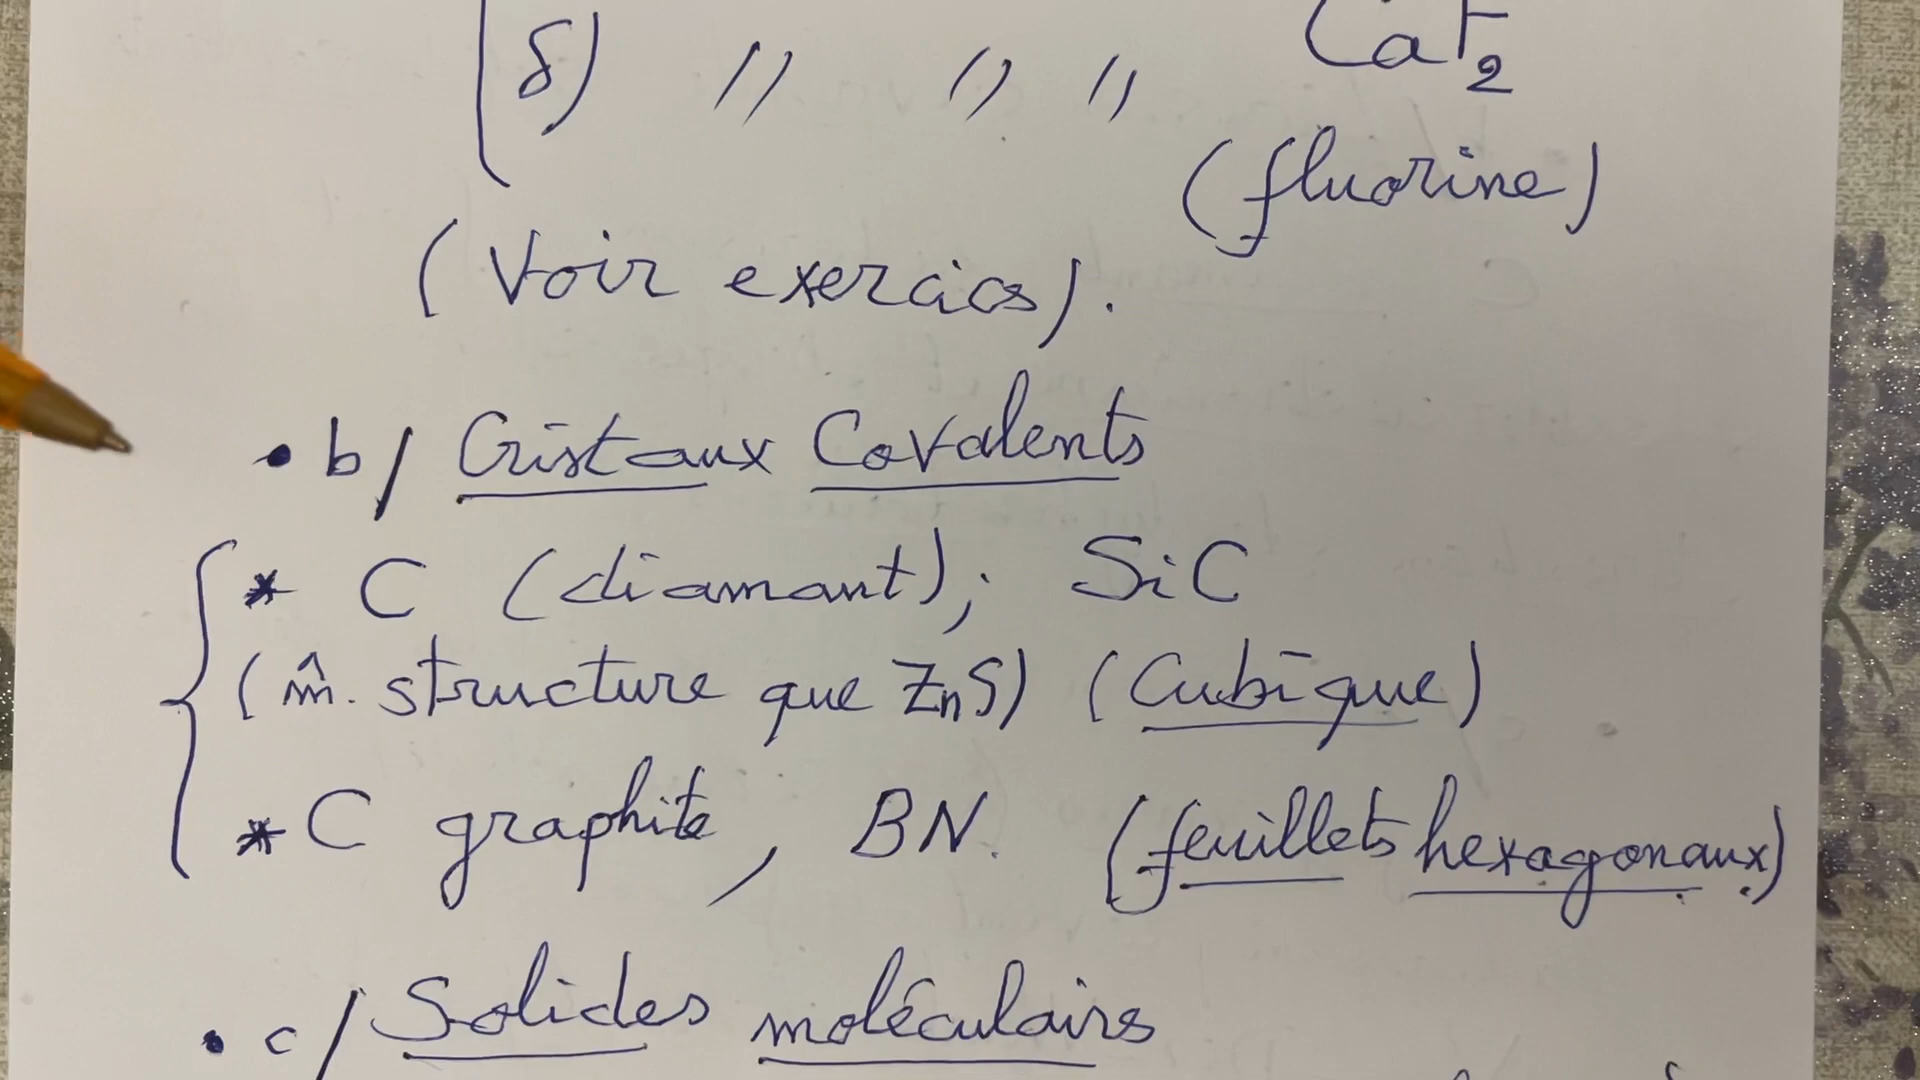 δ) " " " CaF2
(fluorine)
(Voir exercices).
• b/ Cristaux Covalents
* C (diamant); SiC
(m̂. structure que ZnS) (Cubique)
* C graphite, BN. (feuillets hexagonaux)
• c/ Solides moléculaires